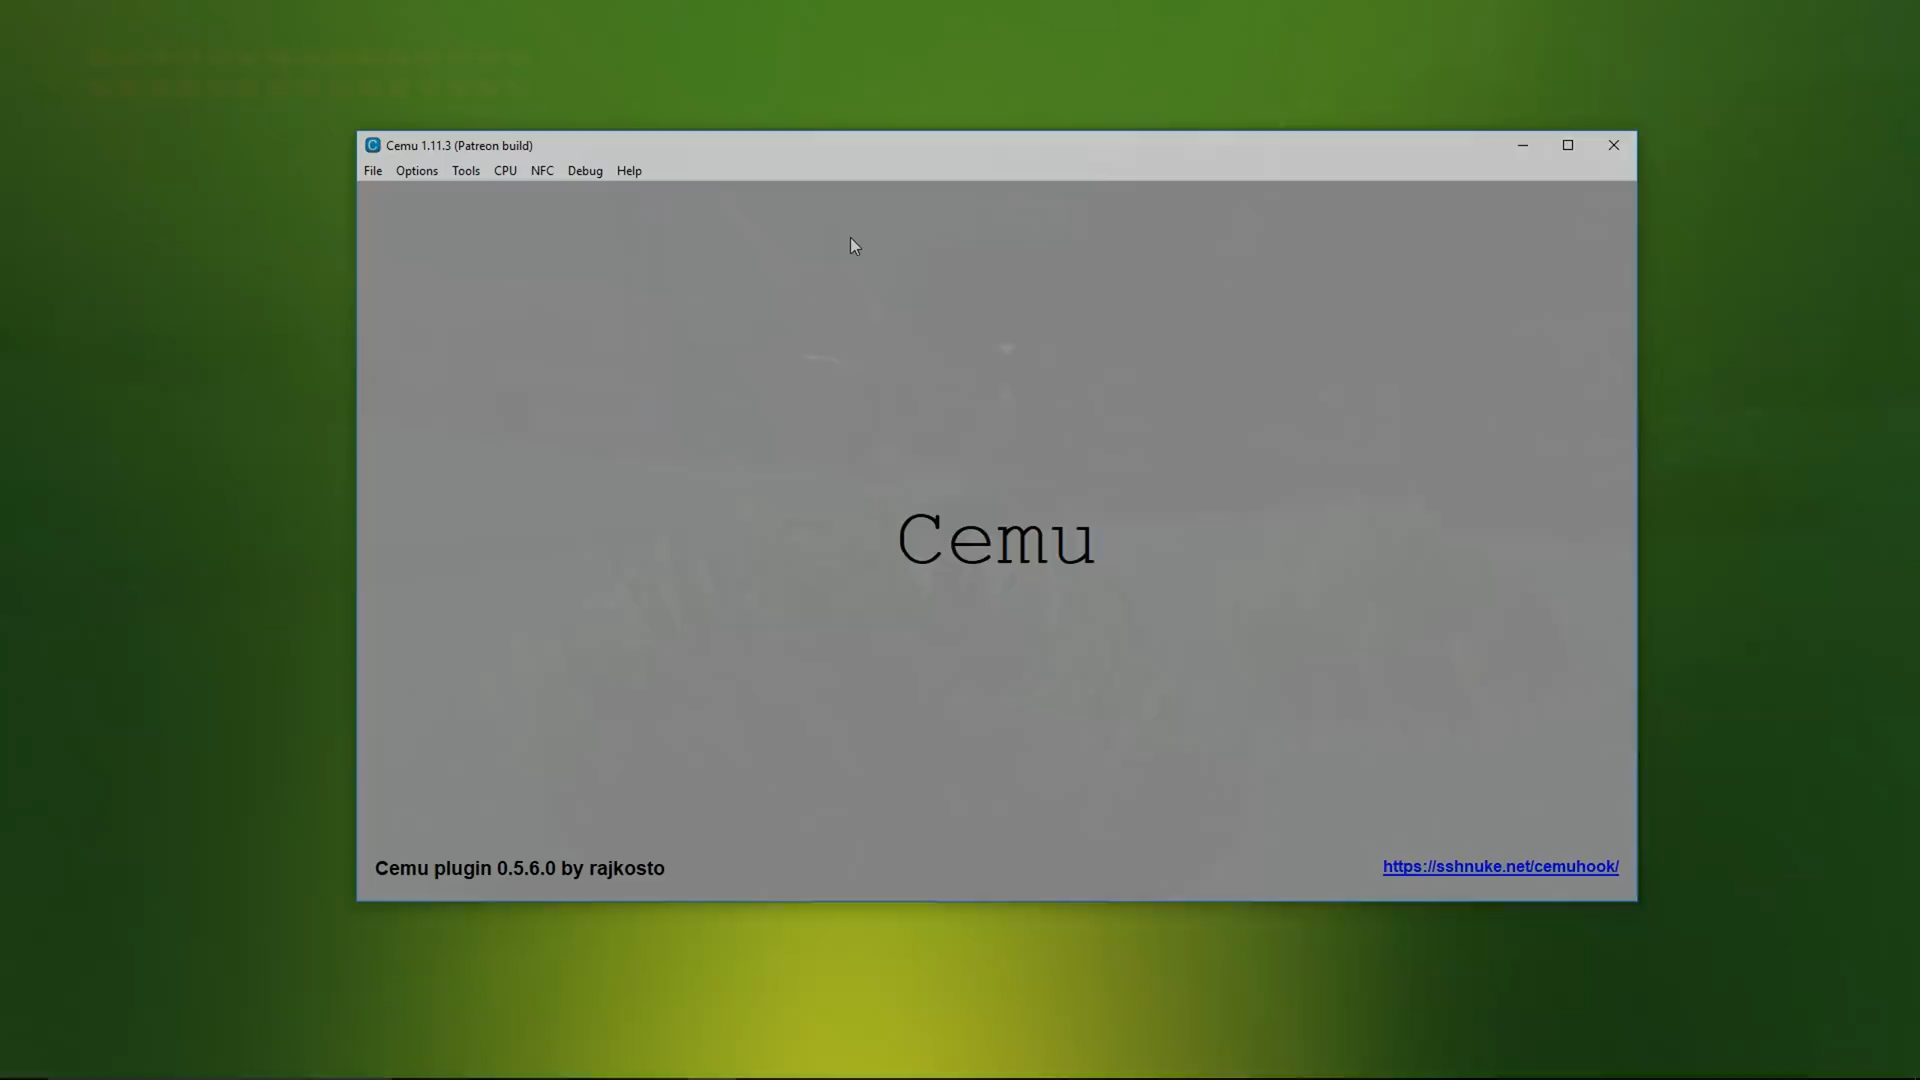 Cemu 1.11.3 (Patreon build)
File Options Tools CPU NFC Debug Help
Cemu
Cemu plugin 0.5.6.0 by rajkosto
https://sshnuke.net/cemuhook/